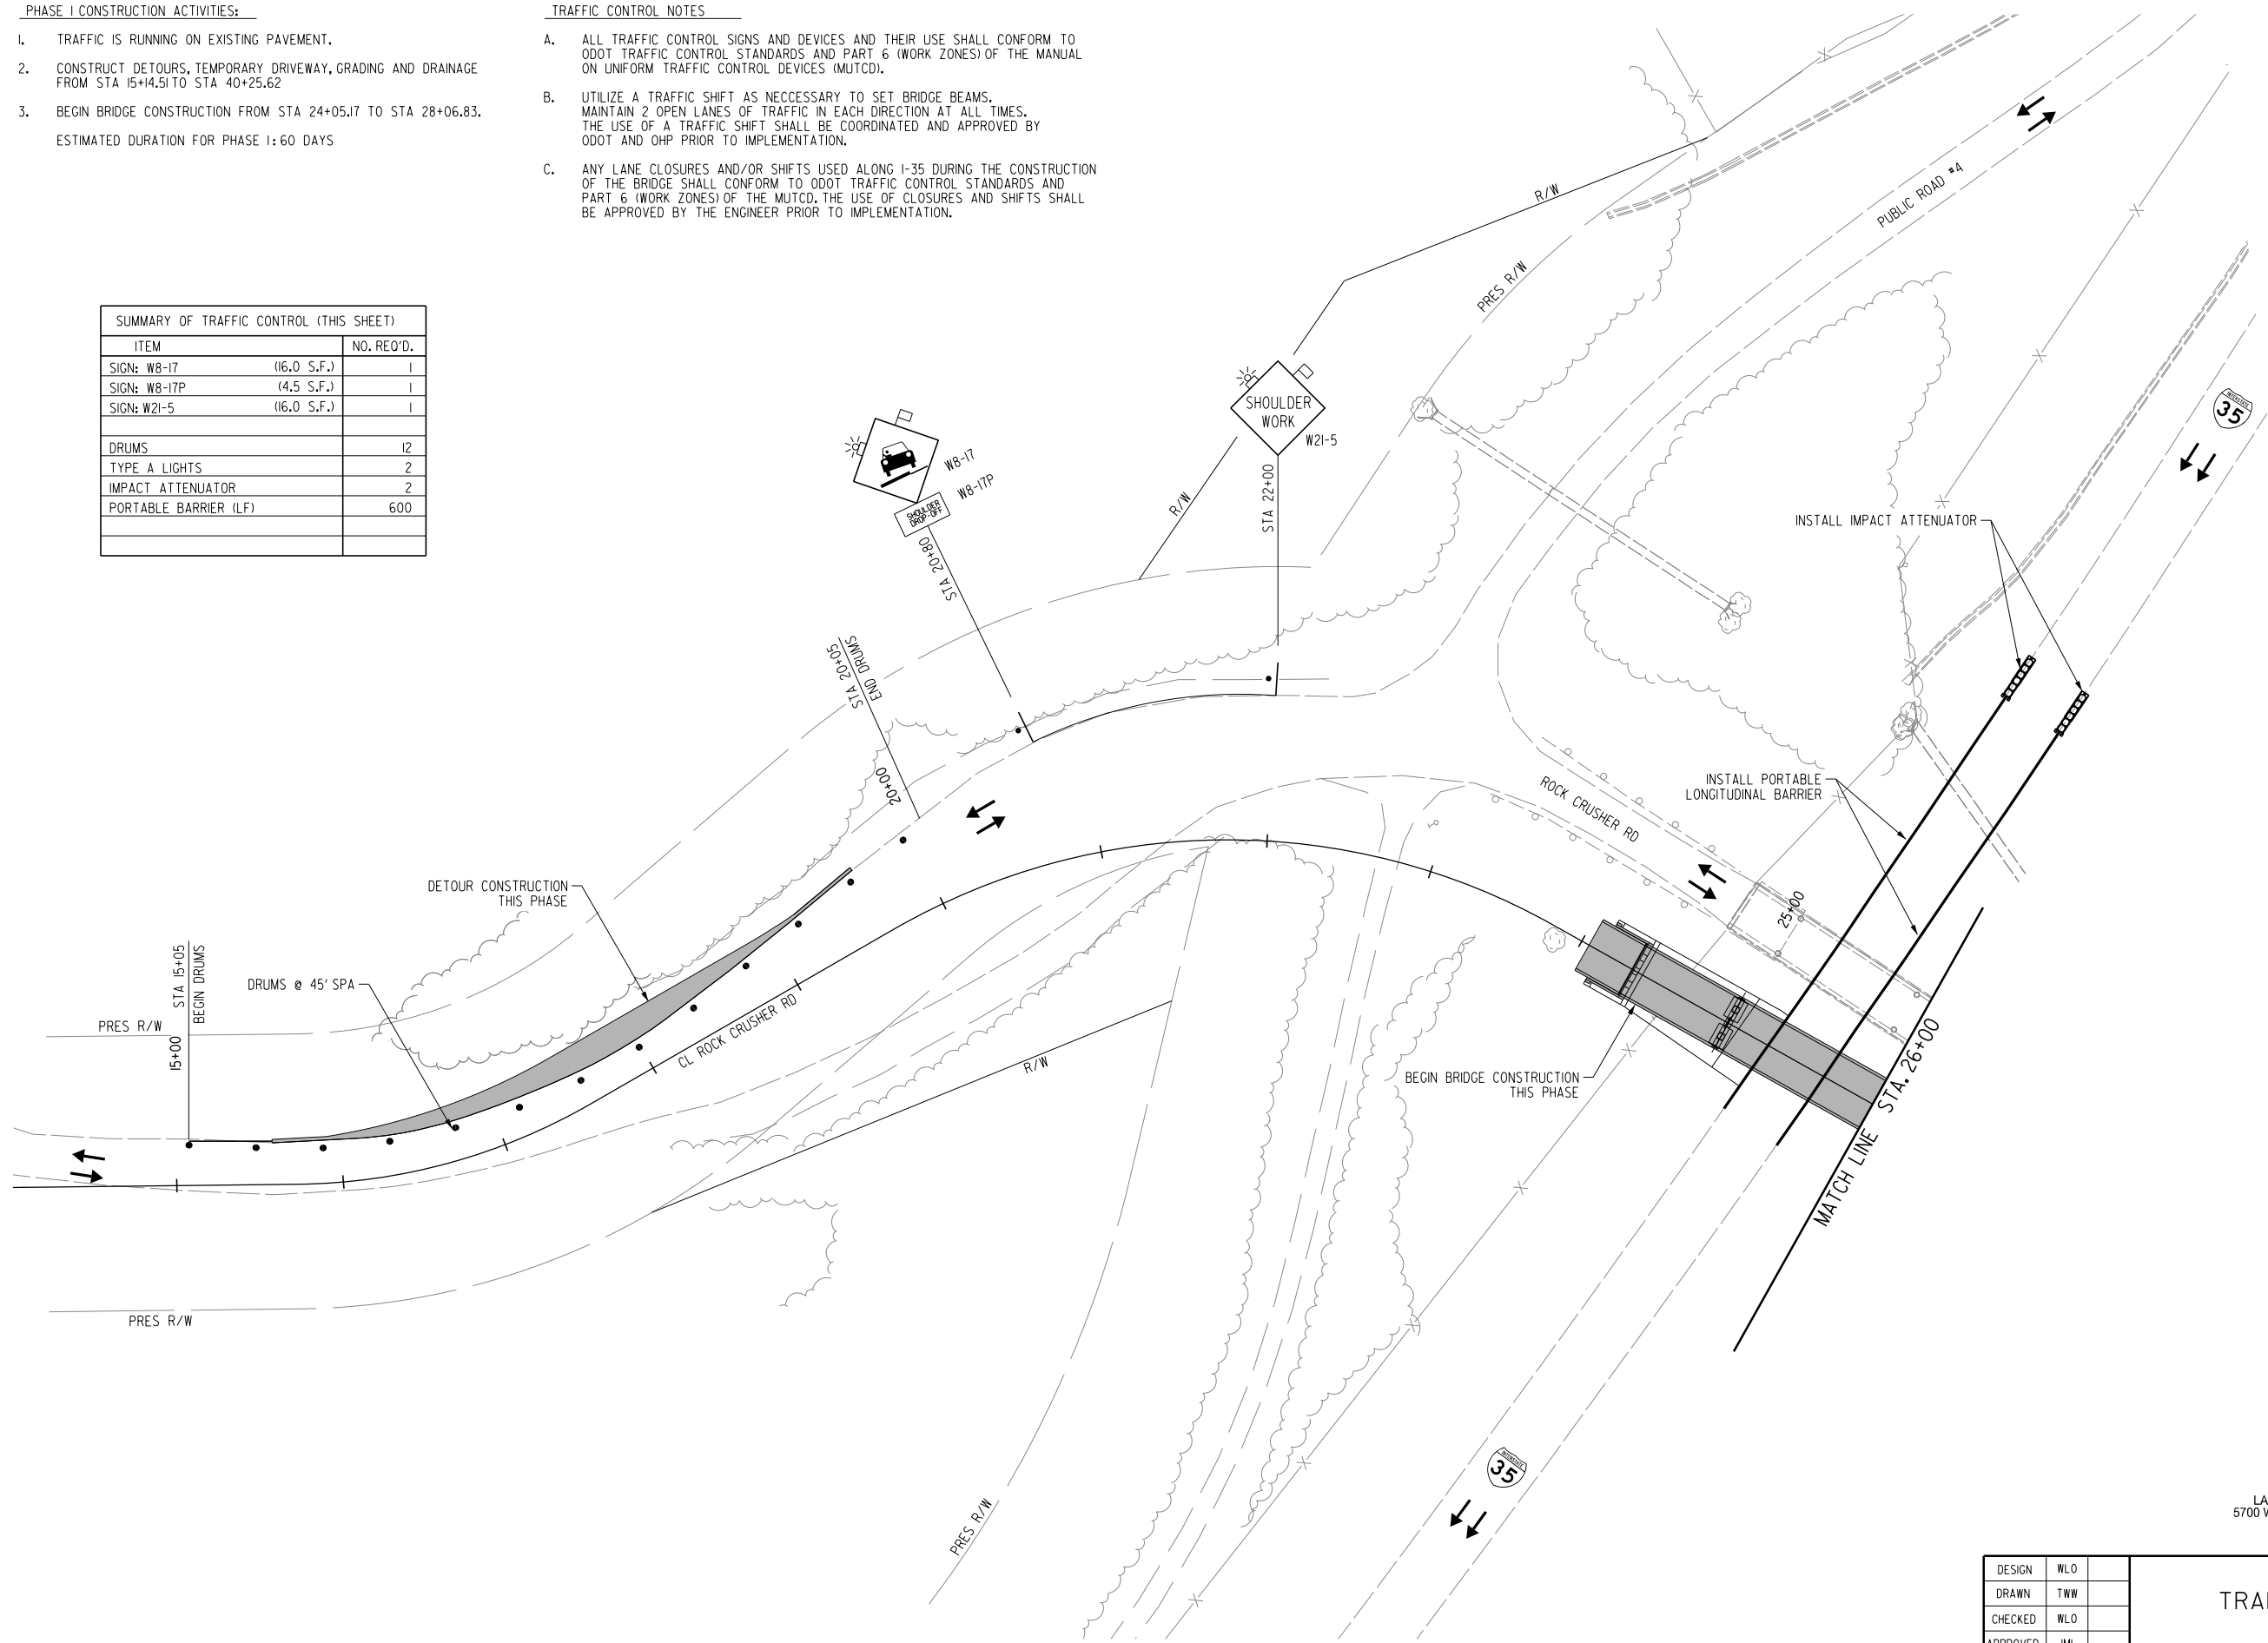 PHASE I CONSTRUCTION ACTIVITIES:
1. TRAFFIC IS RUNNING ON EXISTING PAVEMENT.
2. CONSTRUCT DETOURS, TEMPORARY DRIVEWAY, GRADING AND DRAINAGE
FROM STA 15+14.51 TO STA 40+25.62
3. BEGIN BRIDGE CONSTRUCTION FROM STA 24+05.17 TO STA 28+06.83.
ESTIMATED DURATION FOR PHASE I: 60 DAYS
TRAFFIC CONTROL NOTES
A. ALL TRAFFIC CONTROL SIGNS AND DEVICES AND THEIR USE SHALL CONFORM TO
ODOT TRAFFIC CONTROL STANDARDS AND PART 6 (WORK ZONES) OF THE MANUAL
ON UNIFORM TRAFFIC CONTROL DEVICES (MUTCD).
B. UTILIZE A TRAFFIC SHIFT AS NECCESSARY TO SET BRIDGE BEAMS.
MAINTAIN 2 OPEN LANES OF TRAFFIC IN EACH DIRECTION AT ALL TIMES.
THE USE OF A TRAFFIC SHIFT SHALL BE COORDINATED AND APPROVED BY
ODOT AND OHP PRIOR TO IMPLEMENTATION.
C. ANY LANE CLOSURES AND/OR SHIFTS USED ALONG I-35 DURING THE CONSTRUCTION
OF THE BRIDGE SHALL CONFORM TO ODOT TRAFFIC CONTROL STANDARDS AND
PART 6 (WORK ZONES) OF THE MUTCD. THE USE OF CLOSURES AND SHIFTS SHALL
BE APPROVED BY THE ENGINEER PRIOR TO IMPLEMENTATION.
SUMMARY OF TRAFFIC CONTROL (THIS SHEET)
ITEM NO. REQ'D.
SIGN: W8-17 (16.0 S.F.) 1
SIGN: W8-17P (4.5 S.F.) 1
SIGN: W21-5 (16.0 S.F.) 1
DRUMS 12
TYPE A LIGHTS 2
IMPACT ATTENUATOR 2
PORTABLE BARRIER (LF) 600
R/W
PUBLIC ROAD #4
PRES R/W
INTERSTATE
35
SHOULDER
WORK
W21-5
STA 22+00
W8-17
W8-17P
SHOULDER
DROP-OFF
STA 20+80
R/W
INSTALL IMPACT ATTENUATOR
STA 20+05
END DRUMS
20+00
INSTALL PORTABLE
LONGITUDINAL BARRIER
ROCK CRUSHER RD
DETOUR CONSTRUCTION
THIS PHASE
25+00
STA 15+05
BEGIN DRUMS
15+00
DRUMS @ 45' SPA
PRES R/W
CL ROCK CRUSHER RD
R/W
BEGIN BRIDGE CONSTRUCTION
THIS PHASE
MATCH LINE STA. 26+00
PRES R/W
PRES R/W
INTERSTATE
35
LA
5700 W
DESIGN WLO
DRAWN TWW
CHECKED WLO
APPROVED JML
TRA